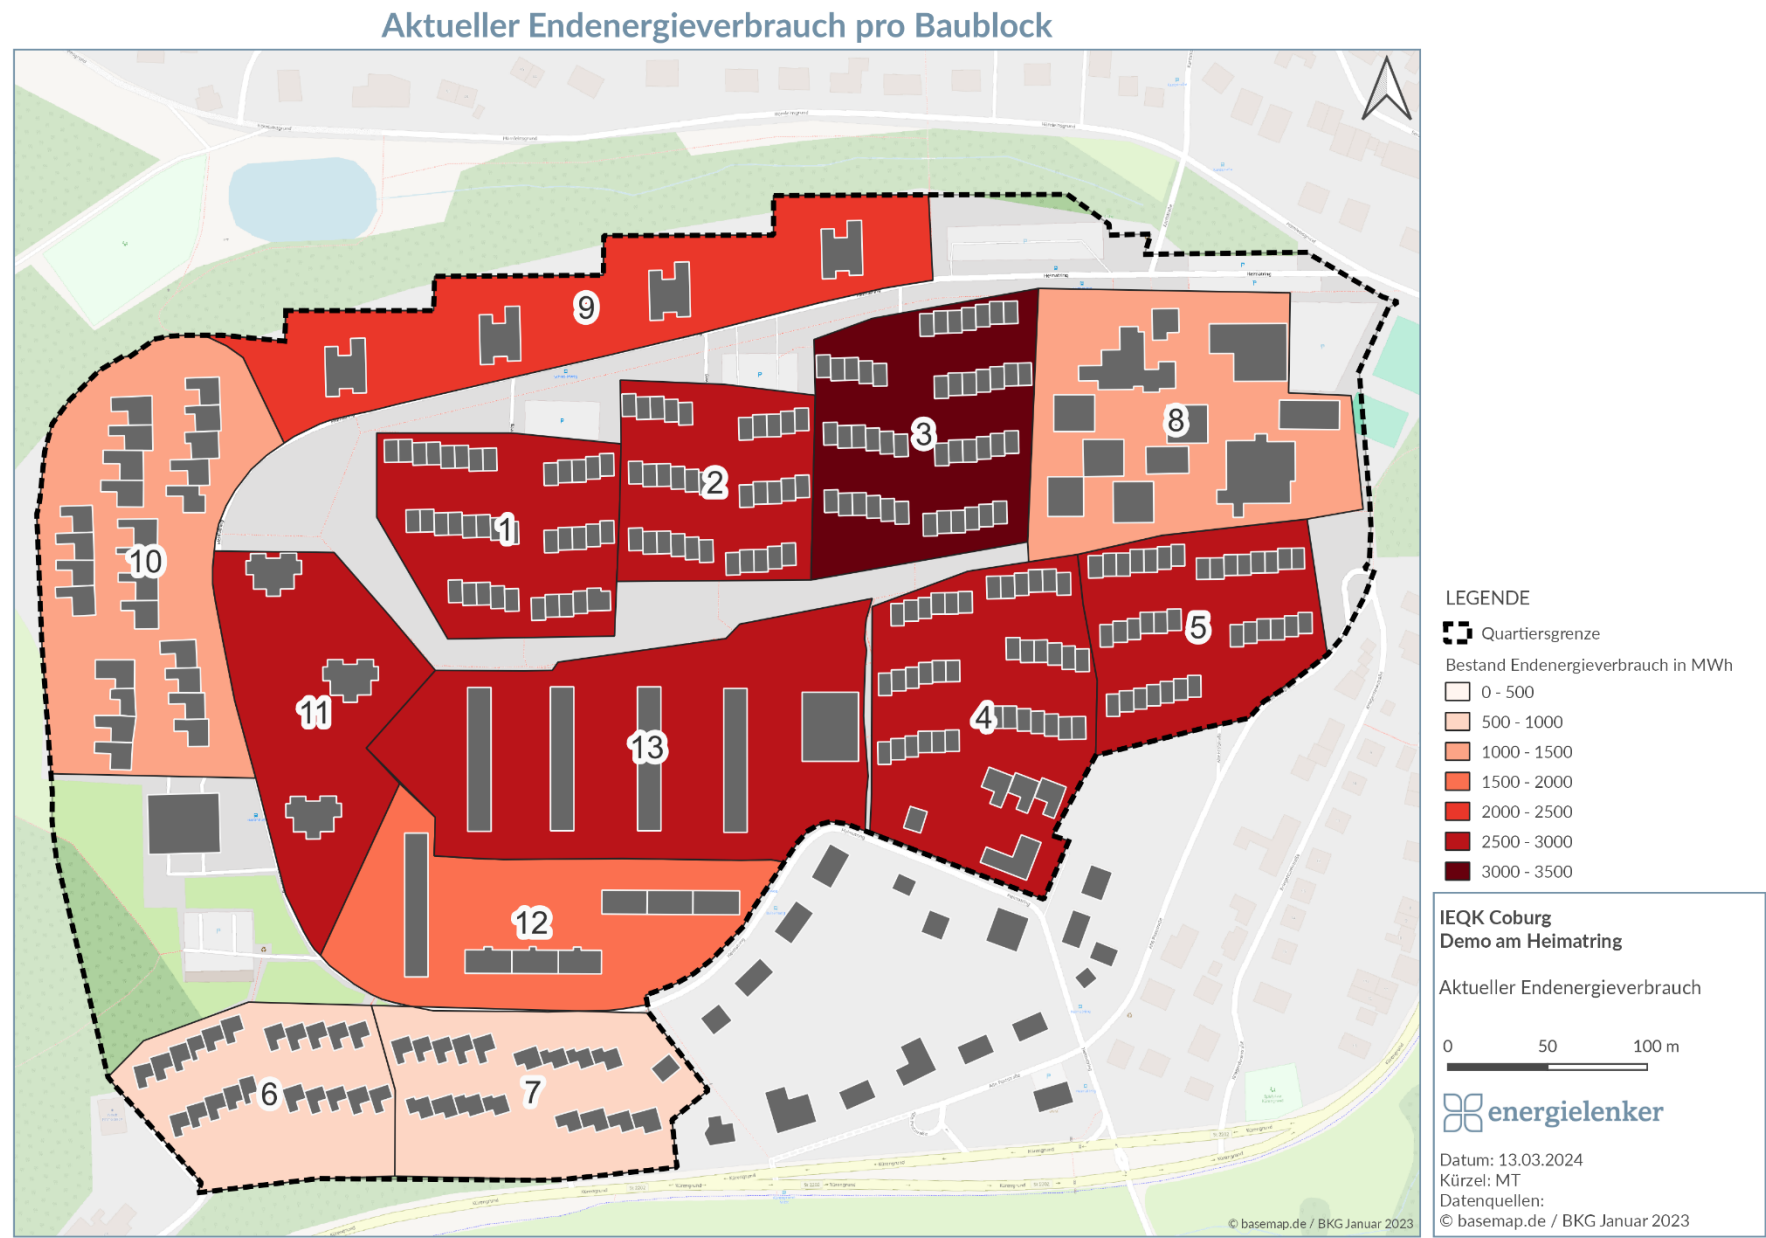 Aktueller Endenergieverbrauch pro Baublock
9
3
8
2
1
10
5
11
4
13
12
6
7
Heimatring
Heimatring
© basemap.de / BKG Januar 2023
LEGENDE
Quartiersgrenze
Bestand Endenergieverbrauch in MWh
0 - 500
500 - 1000
1000 - 1500
1500 - 2000
2000 - 2500
2500 - 3000
3000 - 3500
IEQK Coburg
Demo am Heimatring
Aktueller Endenergieverbrauch
0 50 100 m
energielenker
Datum: 13.03.2024
Kürzel: MT
Datenquellen:
© basemap.de / BKG Januar 2023